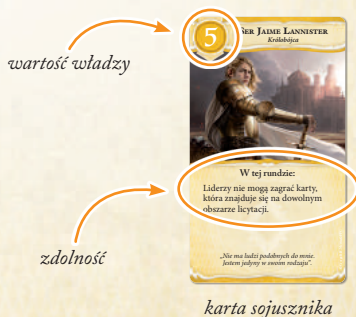 5
Ser Jaime Lannister
Królobójca
wartość władzy
W tej rundzie:
Liderzy nie mogą zagrać karty,
która znajduje się na dowolnym
obszarze licytacji.
zdolność
„Nie ma ludzi podobnych do mnie.
Jestem jedyny w swoim rodzaju”.
karta sojusznika